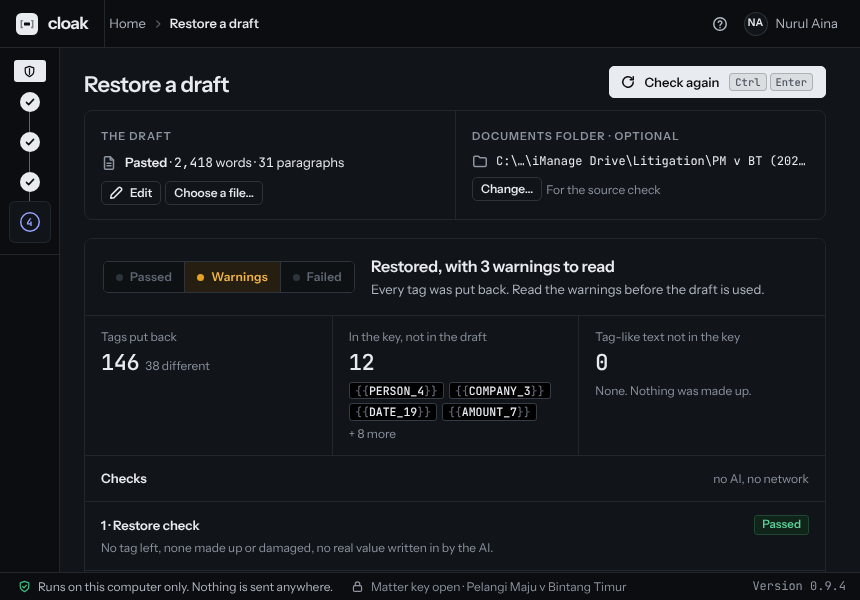 cloak Home > Restore a draft NA Nurul Aina
Restore a draft
Check again Ctrl Enter
THE DRAFT
Pasted · 2,418 words · 31 paragraphs
Edit Choose a file…
DOCUMENTS FOLDER · OPTIONAL
C:\…\iManage Drive\Litigation\PM v BT (202…
Change… For the source check
4
Passed Warnings Failed
Restored, with 3 warnings to read
Every tag was put back. Read the warnings before the draft is used.
Tags put back
146 38 different
In the key, not in the draft
12
{{PERSON_4}} {{COMPANY_3}}
{{DATE_19}} {{AMOUNT_7}}
+ 8 more
Tag-like text not in the key
0
None. Nothing was made up.
Checks no AI, no network
1 · Restore check Passed
No tag left, none made up or damaged, no real value written in by the AI.
Runs on this computer only. Nothing is sent anywhere. Matter key open · Pelangi Maju v Bintang Timur Version 0.9.4